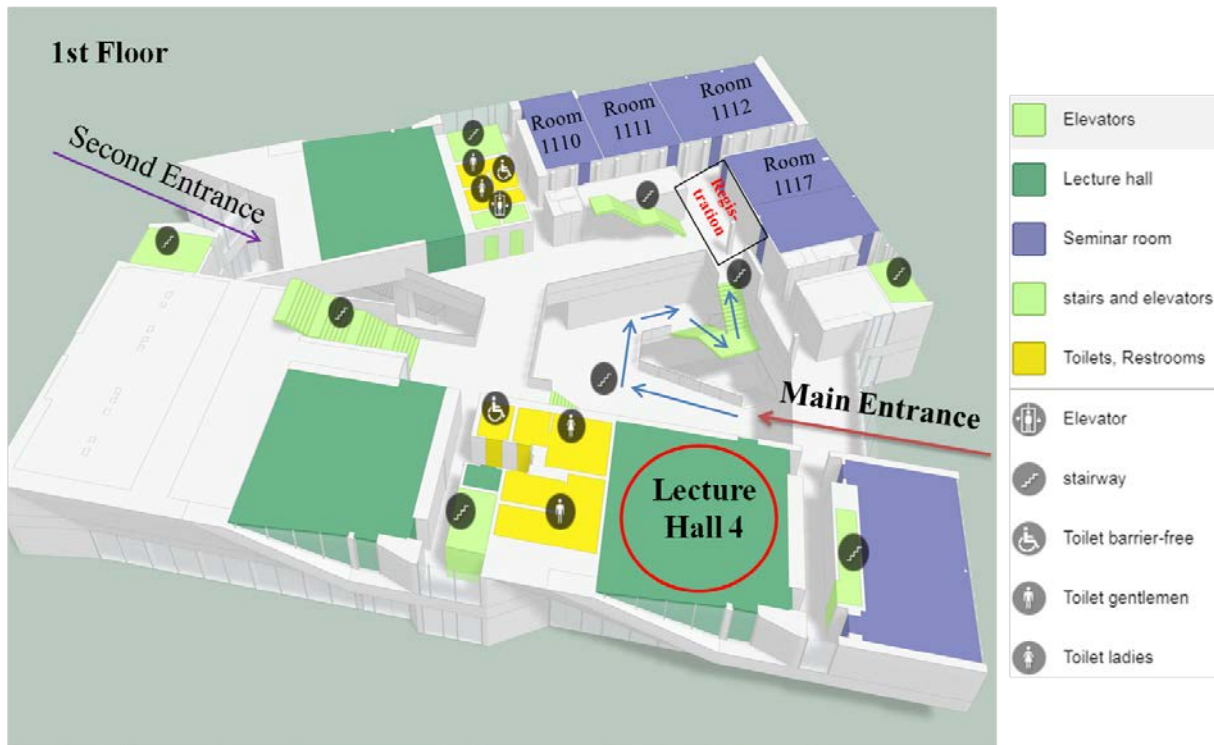 1st Floor
Second Entrance
Room
1110
Room
1111
Room
1112
Room
1117
Regis-
tration
Main Entrance
Lecture
Hall 4
Elevators
Lecture hall
Seminar room
stairs and elevators
Toilets, Restrooms
Elevator
stairway
Toilet barrier-free
Toilet gentlemen
Toilet ladies